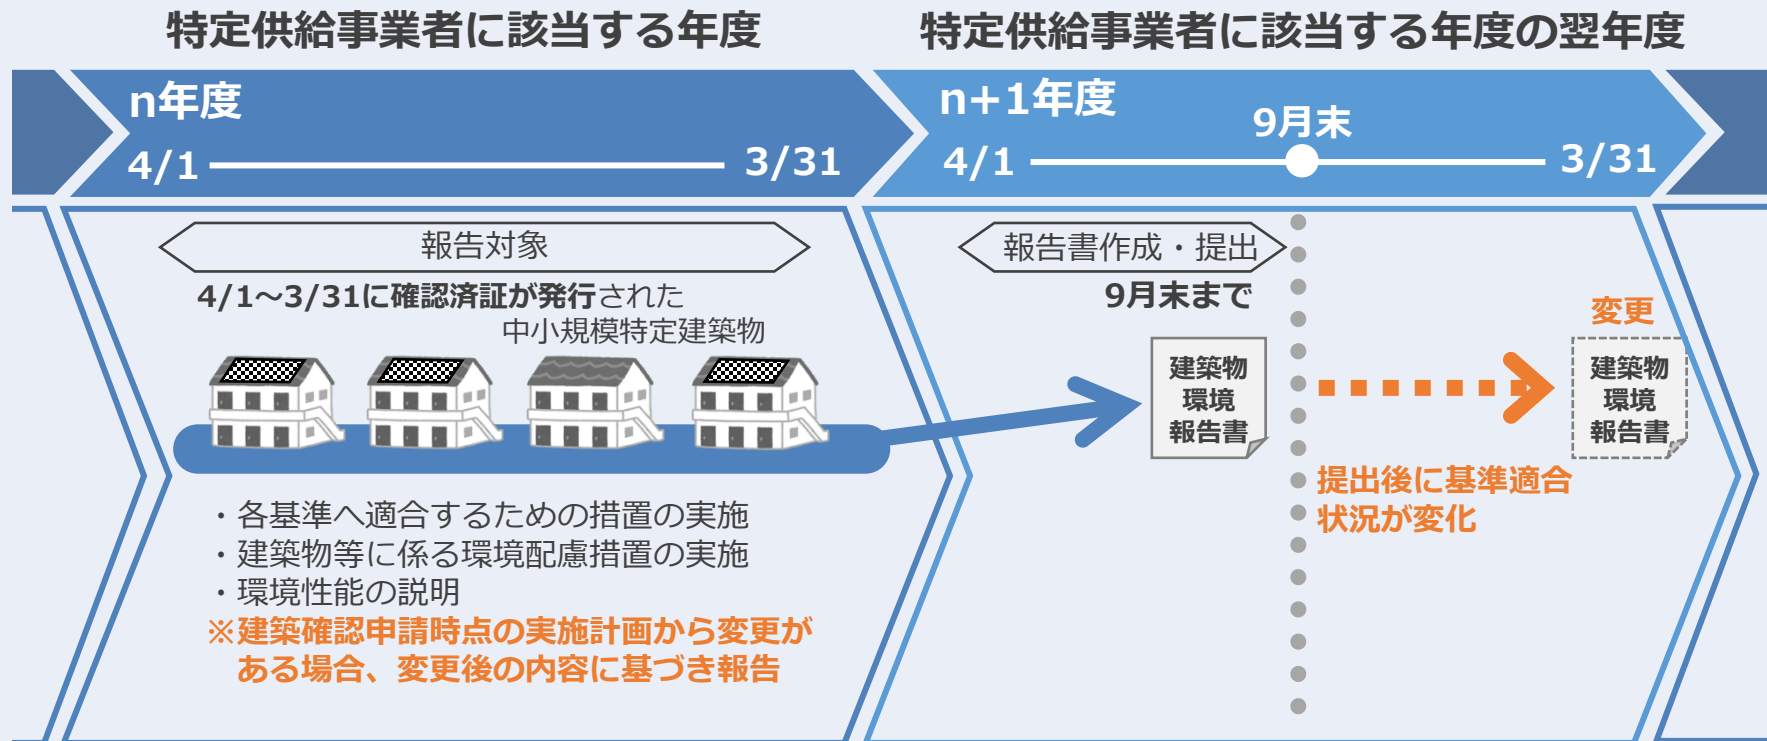 特定供給事業者に該当する年度
特定供給事業者に該当する年度の翌年度
n年度
4/1
3/31
n+1年度
9月末
4/1
3/31
報告対象
4/1～3/31に確認済証が発行された
中小規模特定建築物
・各基準へ適合するための措置の実施
・建築物等に係る環境配慮措置の実施
・環境性能の説明
※建築確認申請時点の実施計画から変更が
ある場合、変更後の内容に基づき報告
報告書作成・提出
9月末まで
建築物
環境
報告書
提出後に基準適合
状況が変化
変更
建築物
環境
報告書